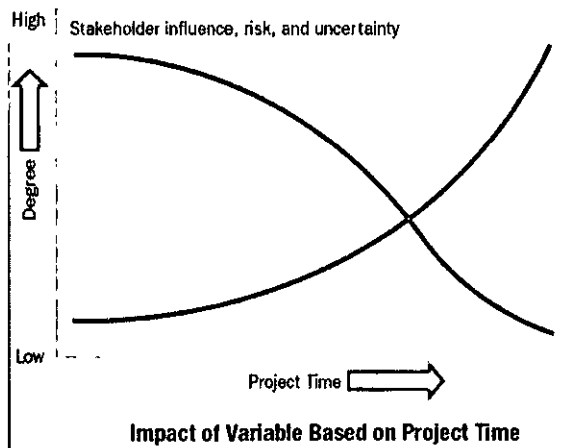 High
Stakeholder influence, risk, and uncertainty
Degree
Low
Project Time
Impact of Variable Based on Project Time